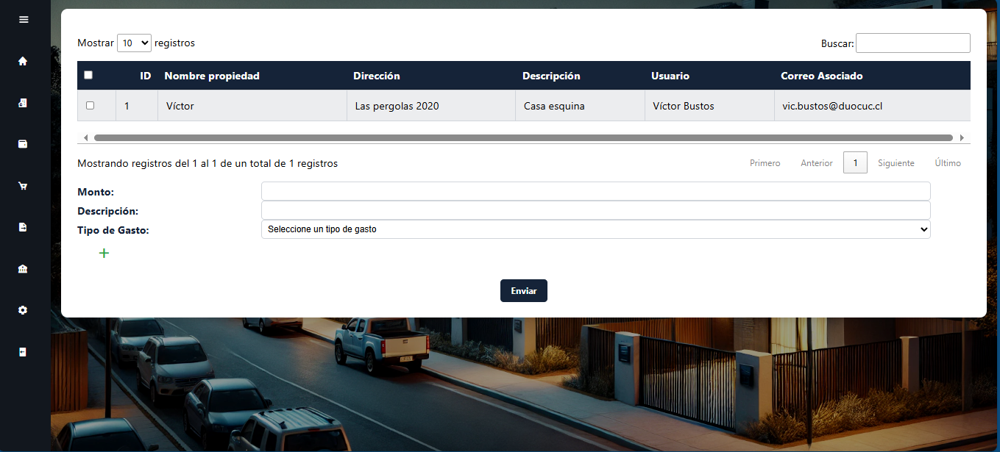 Mostrar 10 registros
Buscar:
ID Nombre propiedad Dirección Descripción Usuario Correo Asociado
1 Víctor Las pergolas 2020 Casa esquina Víctor Bustos vic.bustos@duocuc.cl
Mostrando registros del 1 al 1 de un total de 1 registros
Primero Anterior 1 Siguiente Último
Monto:
Descripción:
Tipo de Gasto: Seleccione un tipo de gasto
+
Enviar